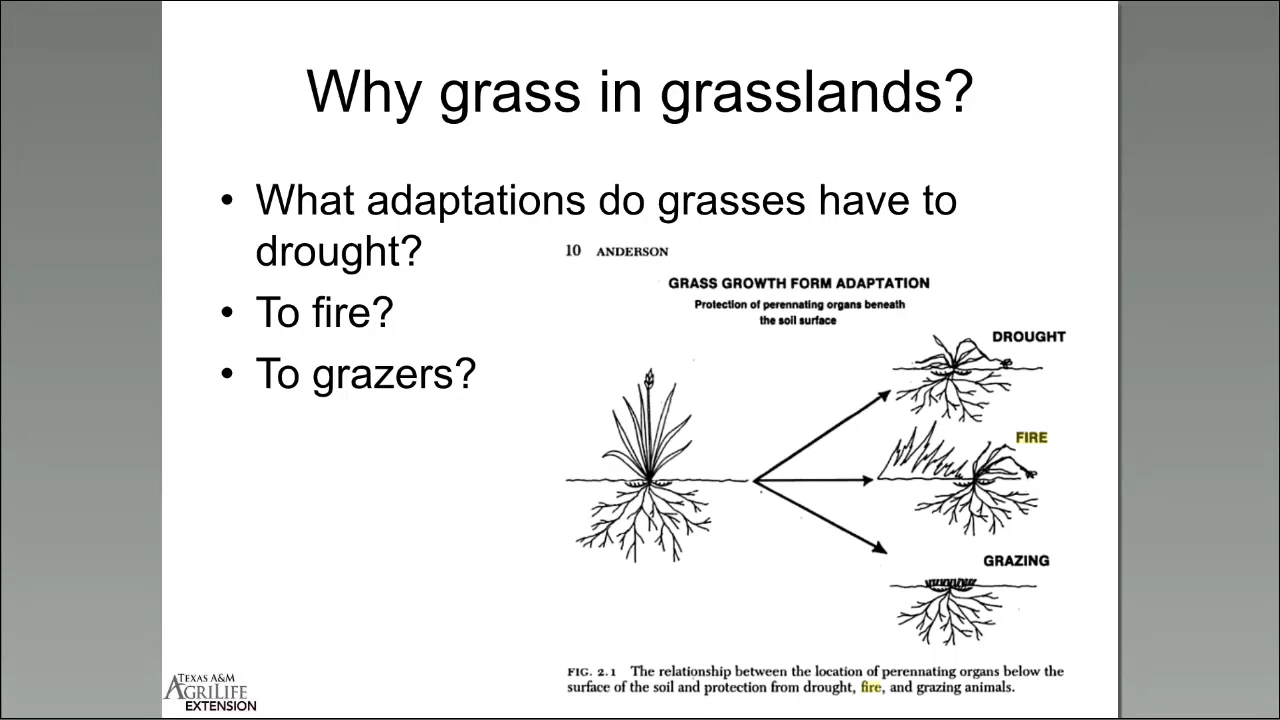 Why grass in grasslands?
• What adaptations do grasses have to
drought?
• To fire?
• To grazers?
10 ANDERSON
GRASS GROWTH FORM ADAPTATION
Protection of perennating organs beneath
the soil surface
DROUGHT
FIRE
GRAZING
FIG. 2.1 The relationship between the location of perennating organs below the
surface of the soil and protection from drought, fire, and grazing animals.
TEXAS A&M
AGRILIFE
EXTENSION